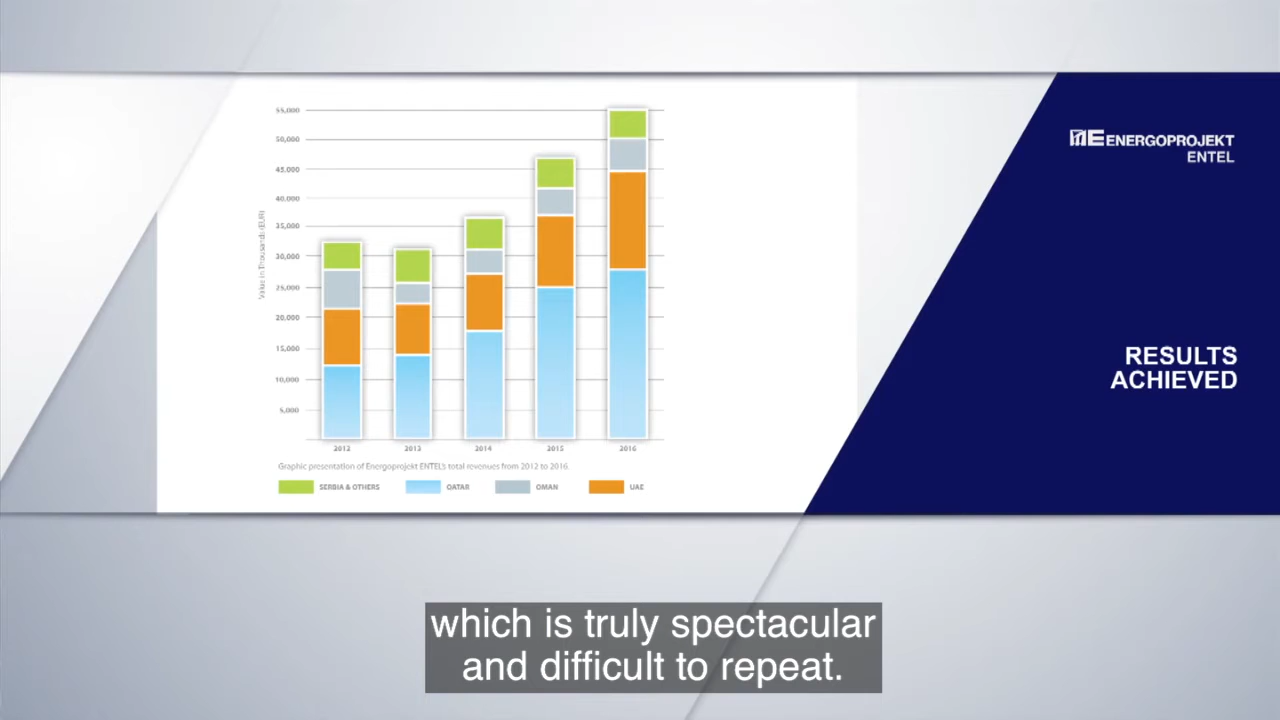 55,000
50,000
45,000
40,000
35,000
30,000
25,000
20,000
15,000
10,000
5,000
Value in Thousands (EUR)
2012 2013 2014 2015 2016
Graphic presentation of Energoprojekt ENTEL's total revenues from 2012 to 2016.
SERBIA & OTHERS QATAR OMAN UAE
ENERGOPROJEKT
ENTEL
RESULTS
ACHIEVED
which is truly spectacular
and difficult to repeat.